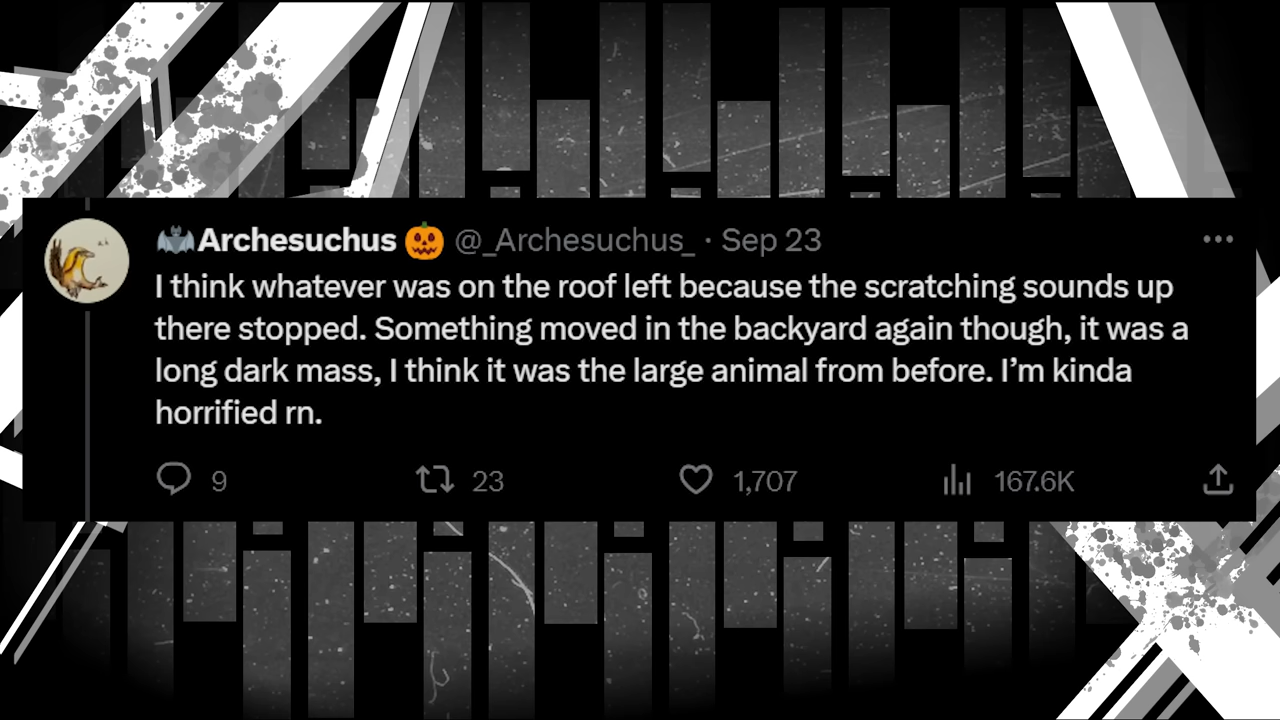 🦇Archesuchus 🎃 @_Archesuchus_ · Sep 23
I think whatever was on the roof left because the scratching sounds up
there stopped. Something moved in the backyard again though, it was a
long dark mass, I think it was the large animal from before. I’m kinda
horrified rn.
9 23 1,707 167.6K